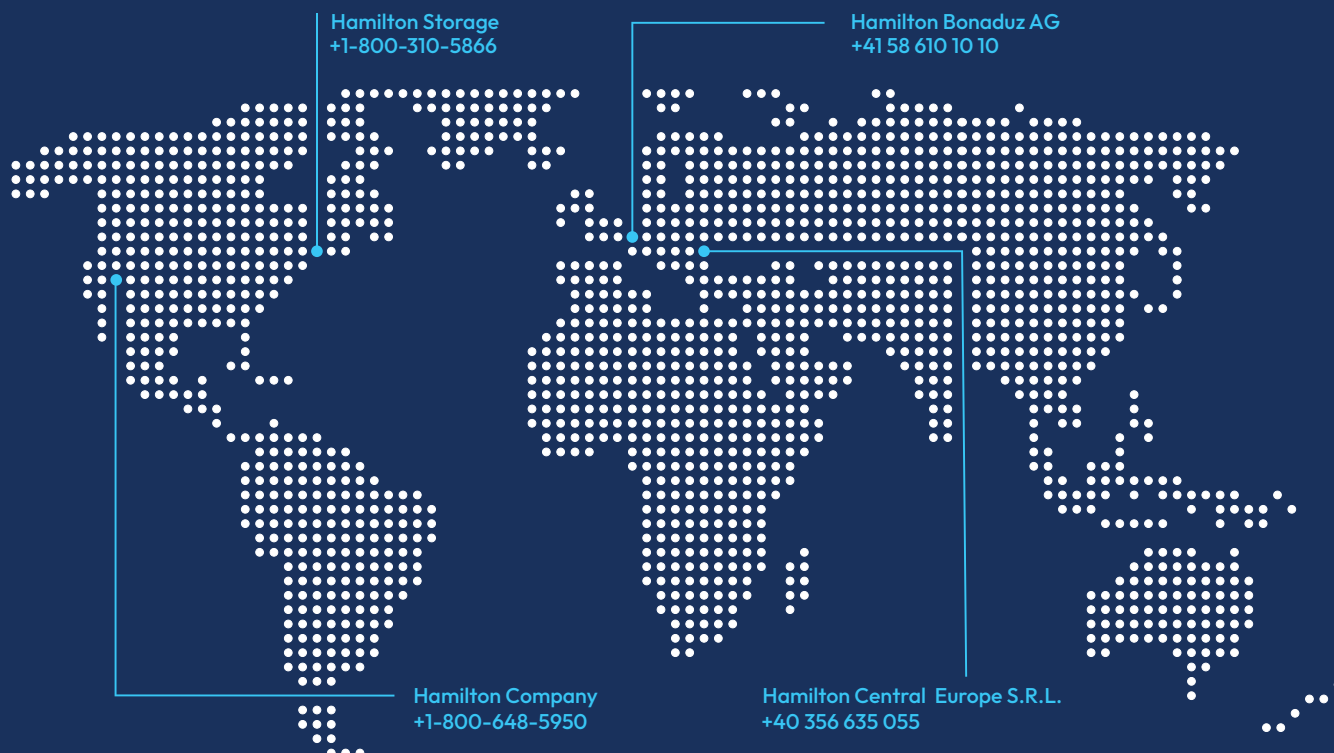 Hamilton Storage
+1-800-310-5866
Hamilton Bonaduz AG
+41 58 610 10 10
Hamilton Company
+1-800-648-5950
Hamilton Central Europe S.R.L.
+40 356 635 055